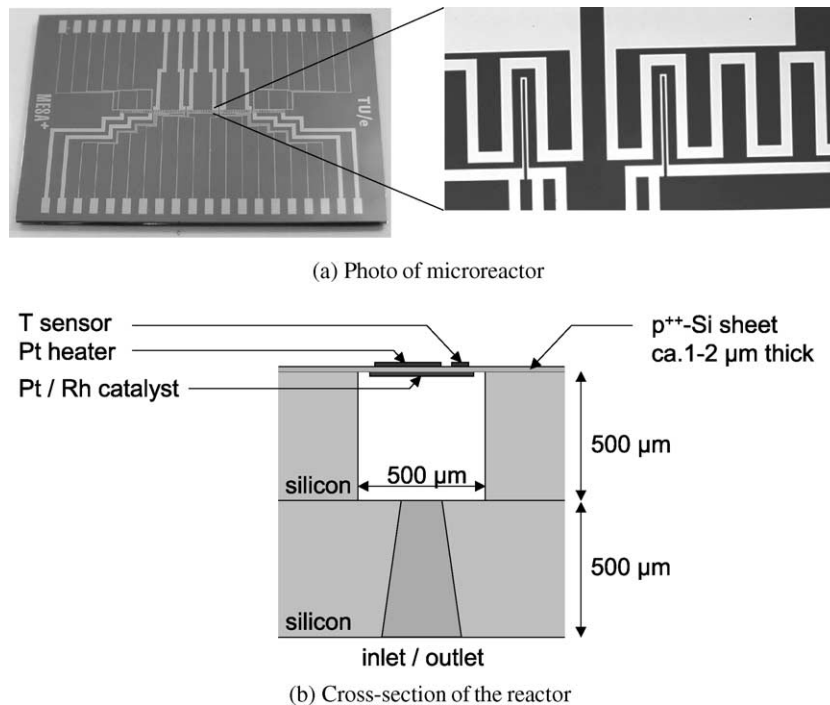 MESA+
TU/e
(a) Photo of microreactor
T sensor
Pt heater
Pt / Rh catalyst
p⁺⁺-Si sheet
ca.1-2 µm thick
500 µm
silicon
500 µm
500 µm
silicon
inlet / outlet
(b) Cross-section of the reactor